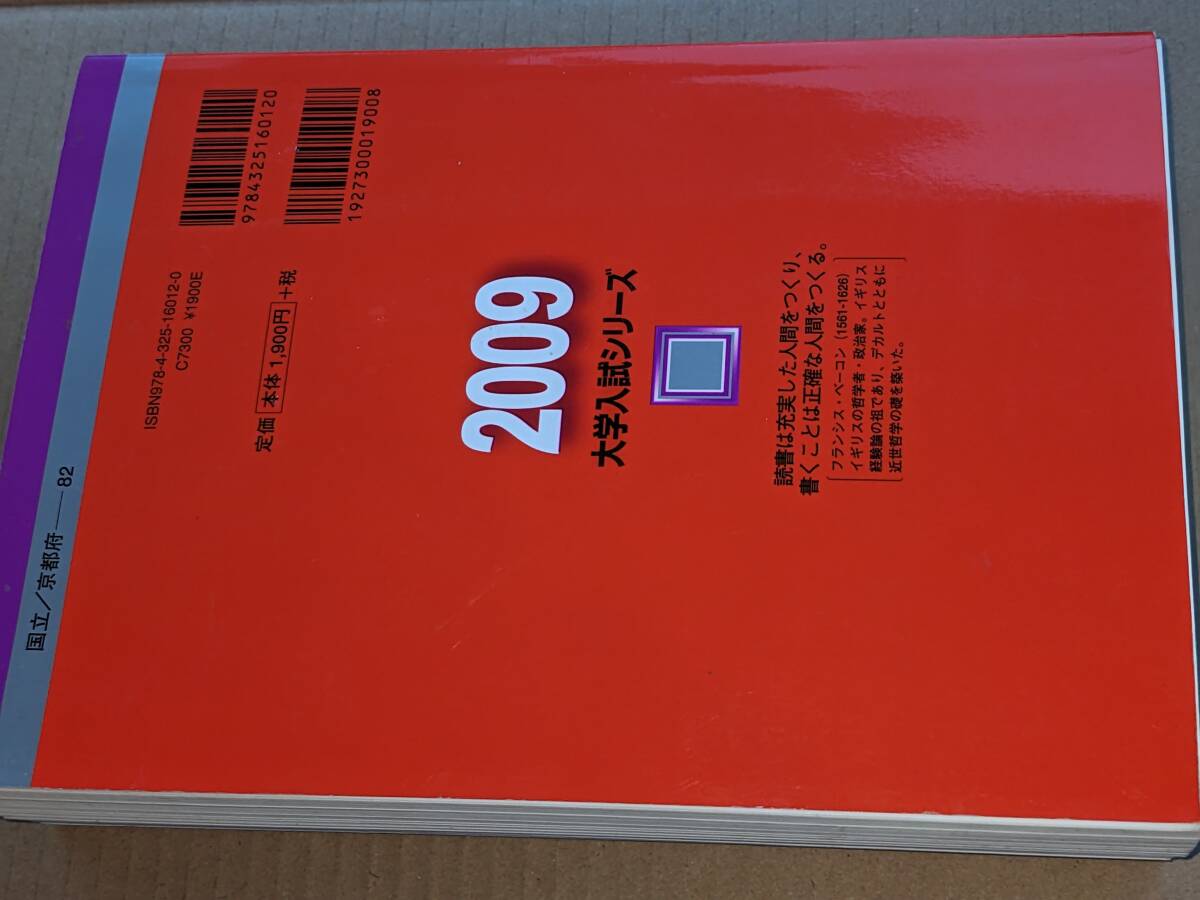 国立/京都府——82
9784325160120
1927300019008
ISBN978-4-325-16012-0
C7300 ¥1900E
定価 本体 1,900円 +税
2009
大学入試シリーズ
読書は充実した人間をつくり、
書くことは正確な人間をつくる。
フランシス・ベーコン (1561-1626)
イギリスの哲学者・政治家。イギリス
経験論の祖であり、デカルトとともに
近世哲学の礎を築いた。